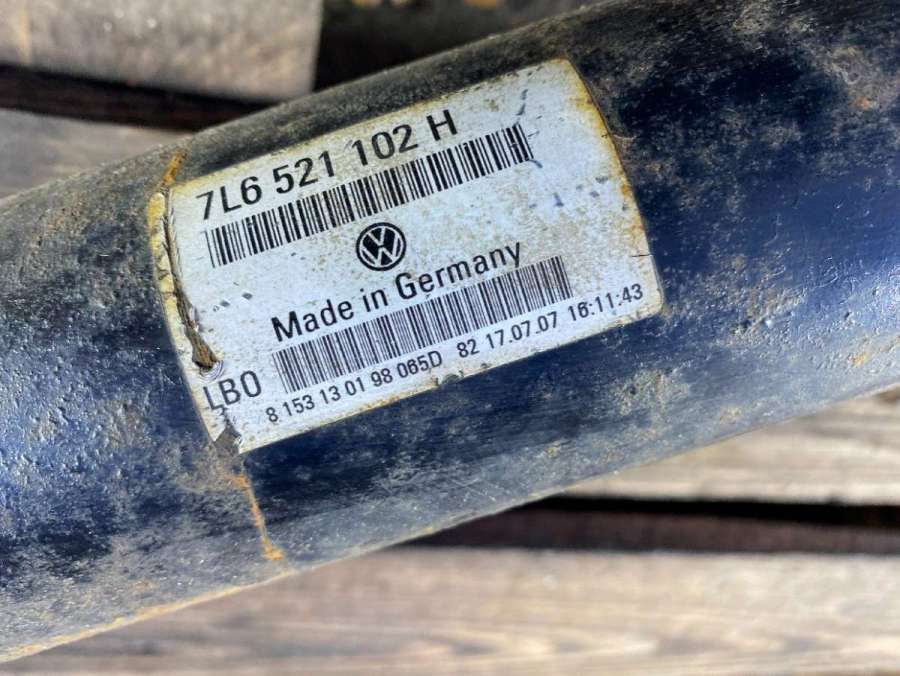 7L6 521 102 H
Made in Germany
LBO
8 153 13 01 98 065D 82 17.07.07 16:11:43